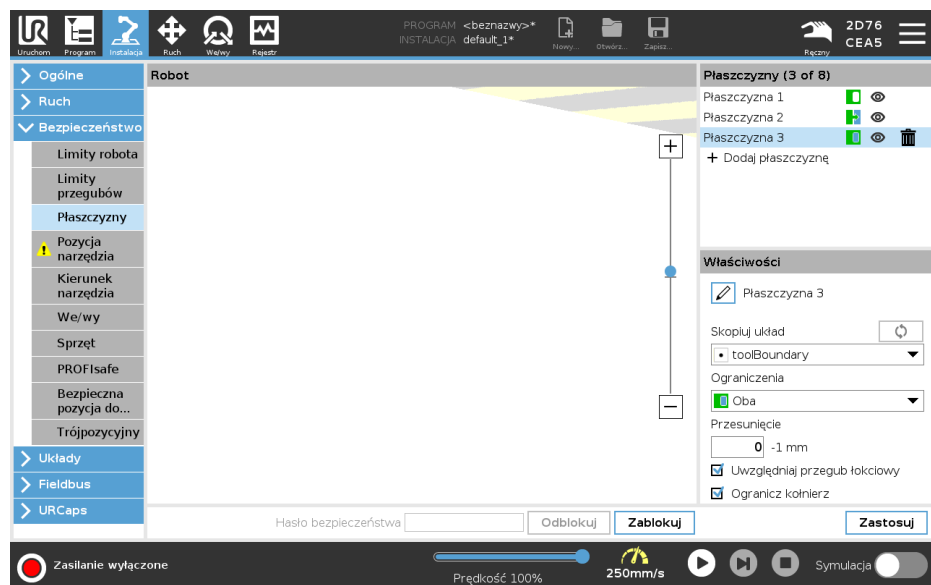 PROGRAM <beznazwy>*
INSTALACJA default_1*
Uruchom Program Instalacja Ruch We/wy Rejestr
Nowy... Otwórz... Zapisz...
Ręczny
2D76
CEA5
Ogólne
Ruch
Bezpieczeństwo
Limity robota
Limity
przegubów
Płaszczyzny
Pozycja
narzędzia
Kierunek
narzędzia
We/wy
Sprzęt
PROFIsafe
Bezpieczna
pozycja do...
Trójpozycyjny
Układy
Fieldbus
URCaps
Robot
Płaszczyzny (3 of 8)
Płaszczyzna 1
Płaszczyzna 2
Płaszczyzna 3
+ Dodaj płaszczyznę
Właściwości
Płaszczyzna 3
Skopiuj układ
toolBoundary
Ograniczenia
Oba
Przesunięcie
0 -1 mm
Uwzględniaj przegub łokciowy
Ogranicz kołnierz
Hasło bezpieczeństwa Odblokuj Zablokuj Zastosuj
Zasilanie wyłączone
Prędkość 100%
250mm/s
Symulacja